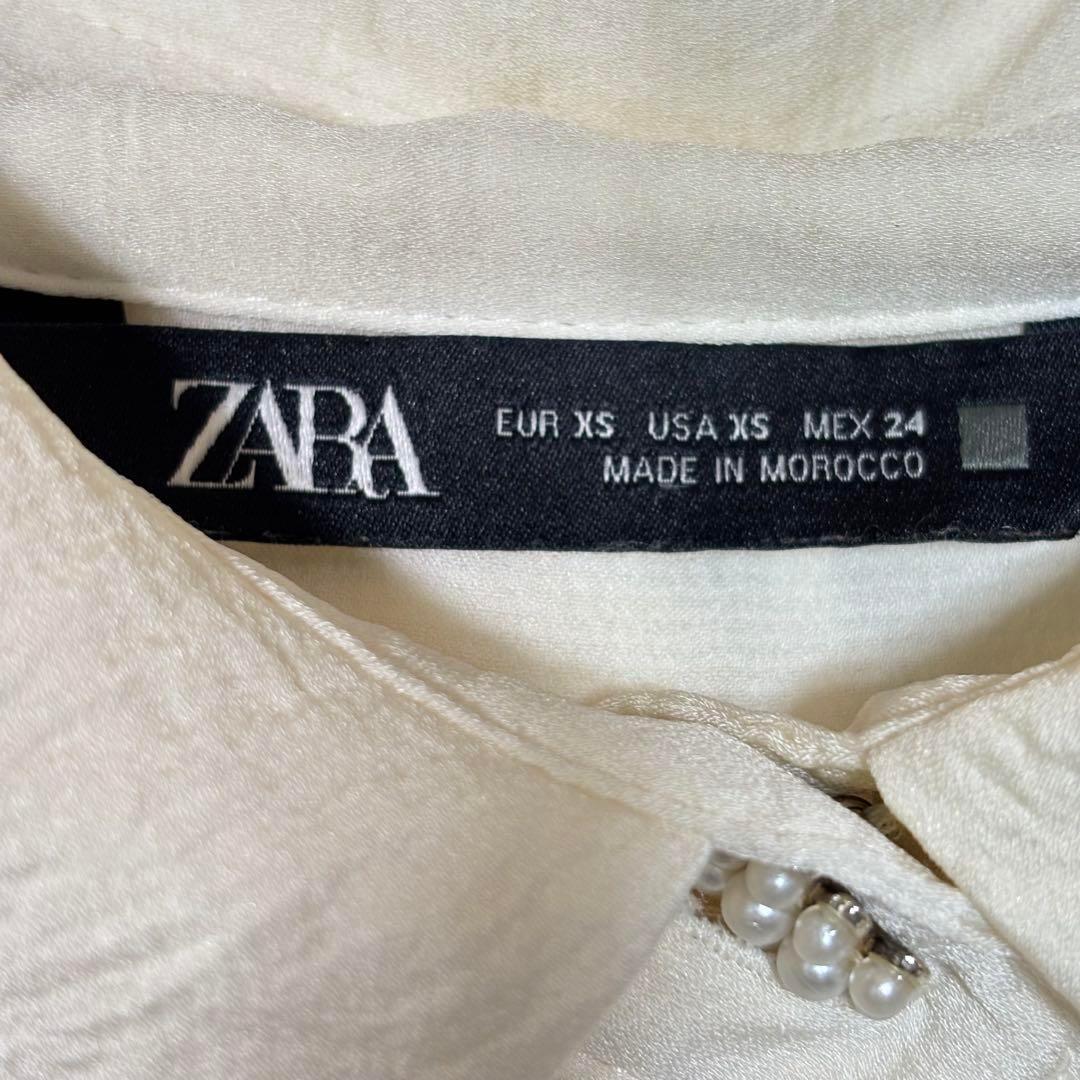 ZARA
EUR XS USA XS MEX 24
MADE IN MOROCCO